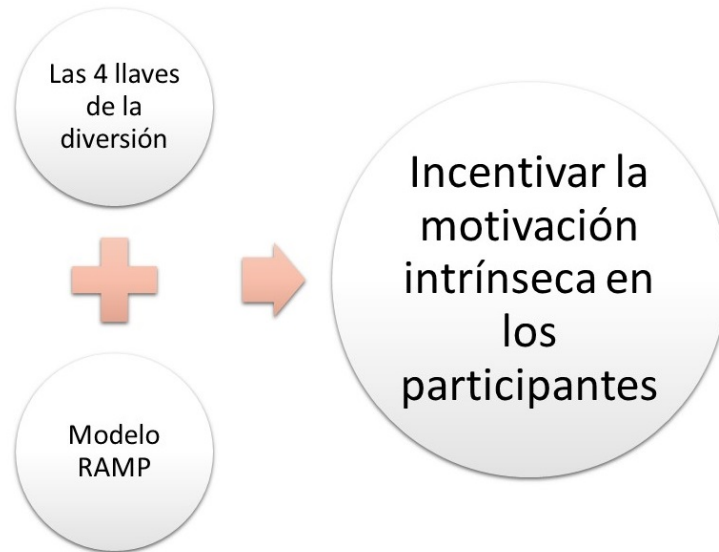 Las 4 llaves
de la
diversión
Modelo
RAMP
Incentivar la
motivación
intrínseca en
los
participantes